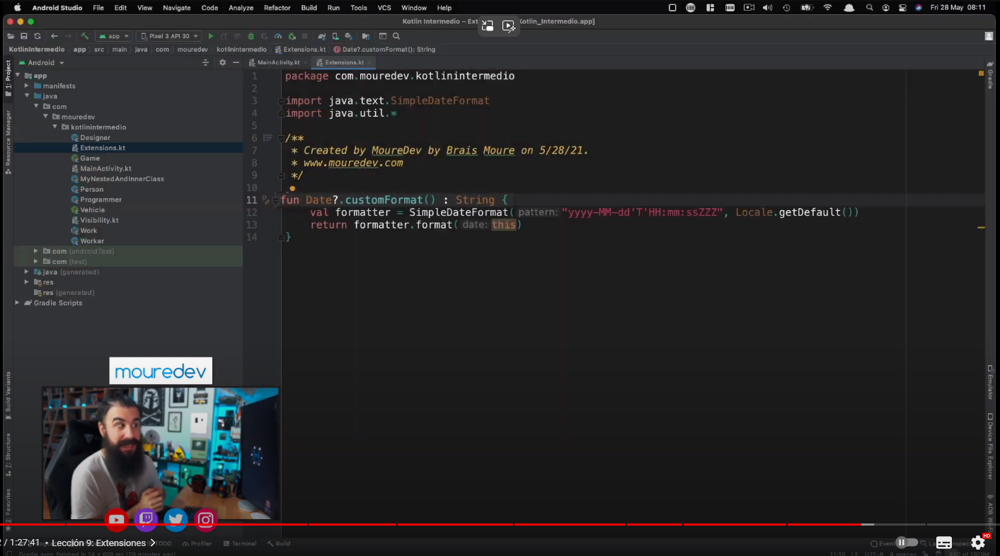 Android Studio File Edit View Navigate Code Analyze Refactor Build Run Tools VCS Window Help Fri 28 May 08:11
Kotlin Intermedio – Ext Kotlin_Intermedio.app]
app Pixel 3 API 30
KotlinIntermedio app src main java com mouredev kotlinintermedio Extensions.kt Date?.customFormat(): String
Android MainActivity.kt Extensions.kt
1: Project
Resource Manager
Build Variants
Z: Structure
2: Favorites
app
manifests
java
com
mouredev
kotlinintermedio
Designer
Extensions.kt
Game
MainActivity.kt
MyNestedAndInnerClass
Person
Programmer
Vehicle
Visibility.kt
Work
Worker
com (androidTest)
com (test)
java (generated)
res
res (generated)
Gradle Scripts
1 package com.mouredev.kotlinintermedio
2
3 import java.text.SimpleDateFormat
4 import java.util.*
5
6 /**
7 * Created by MoureDev by Brais Moure on 5/28/21.
8 * www.mouredev.com
9 */
10
11 fun Date?.customFormat() : String {
12 val formatter = SimpleDateFormat( pattern: "yyyy-MM-dd'T'HH:mm:ssZZZ", Locale.getDefault())
13 return formatter.format( date: this)
14 }
Gradle
Emulator
Device File Explorer
mouredev
2 / 1:27:41 • Lección 9: Extensiones
TODO Profiler Terminal Build
HD
Gradle sync finished in 14 s 609 ms (29 minutes ago)